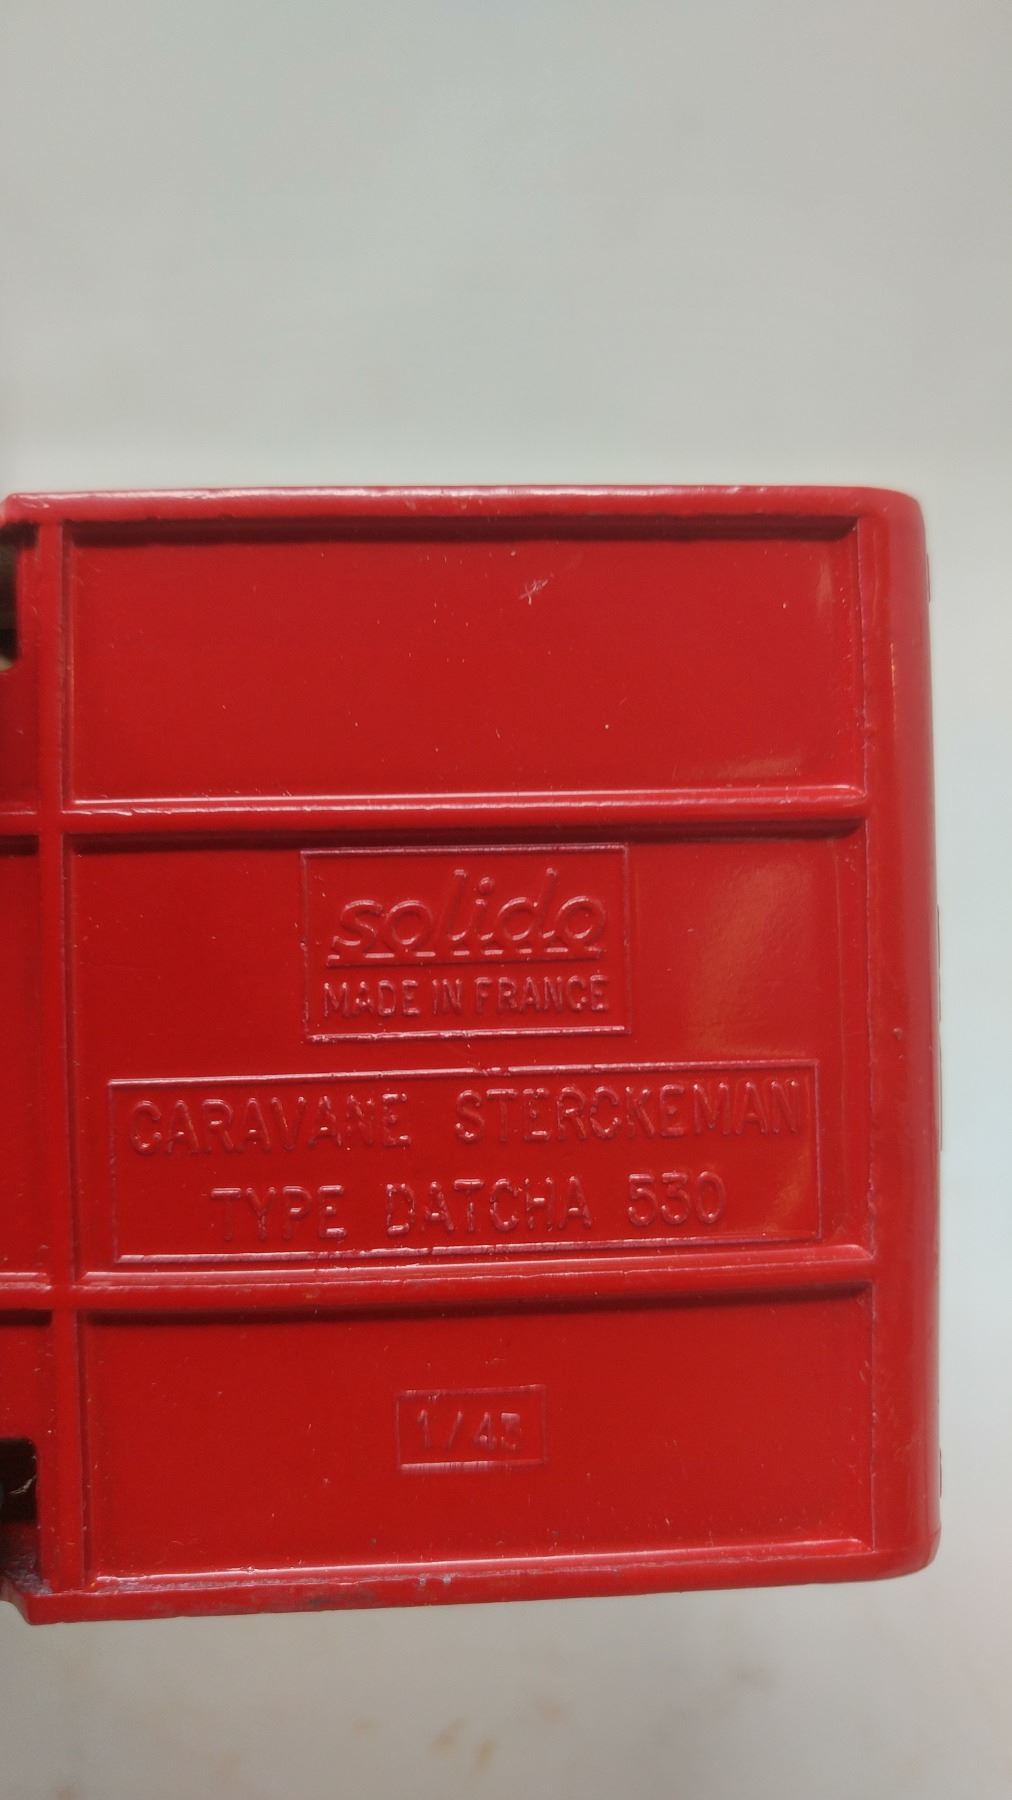 solido
MADE IN FRANCE
CARAVANE STERCKEMAN
TYPE DATCHA 530
1/43